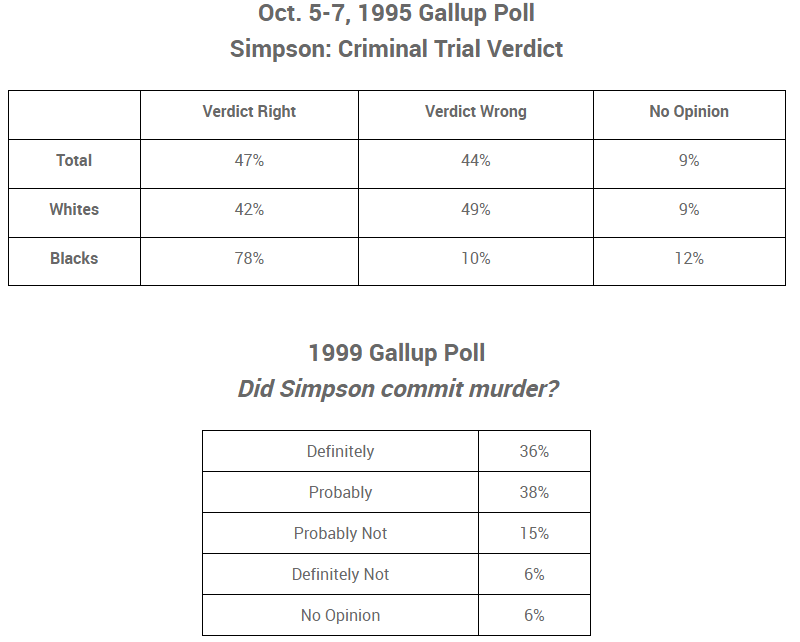 Oct. 5-7, 1995 Gallup Poll
Simpson: Criminal Trial Verdict
Verdict Right Verdict Wrong No Opinion
Total 47% 44% 9%
Whites 42% 49% 9%
Blacks 78% 10% 12%
1999 Gallup Poll
Did Simpson commit murder?
Definitely 36%
Probably 38%
Probably Not 15%
Definitely Not 6%
No Opinion 6%